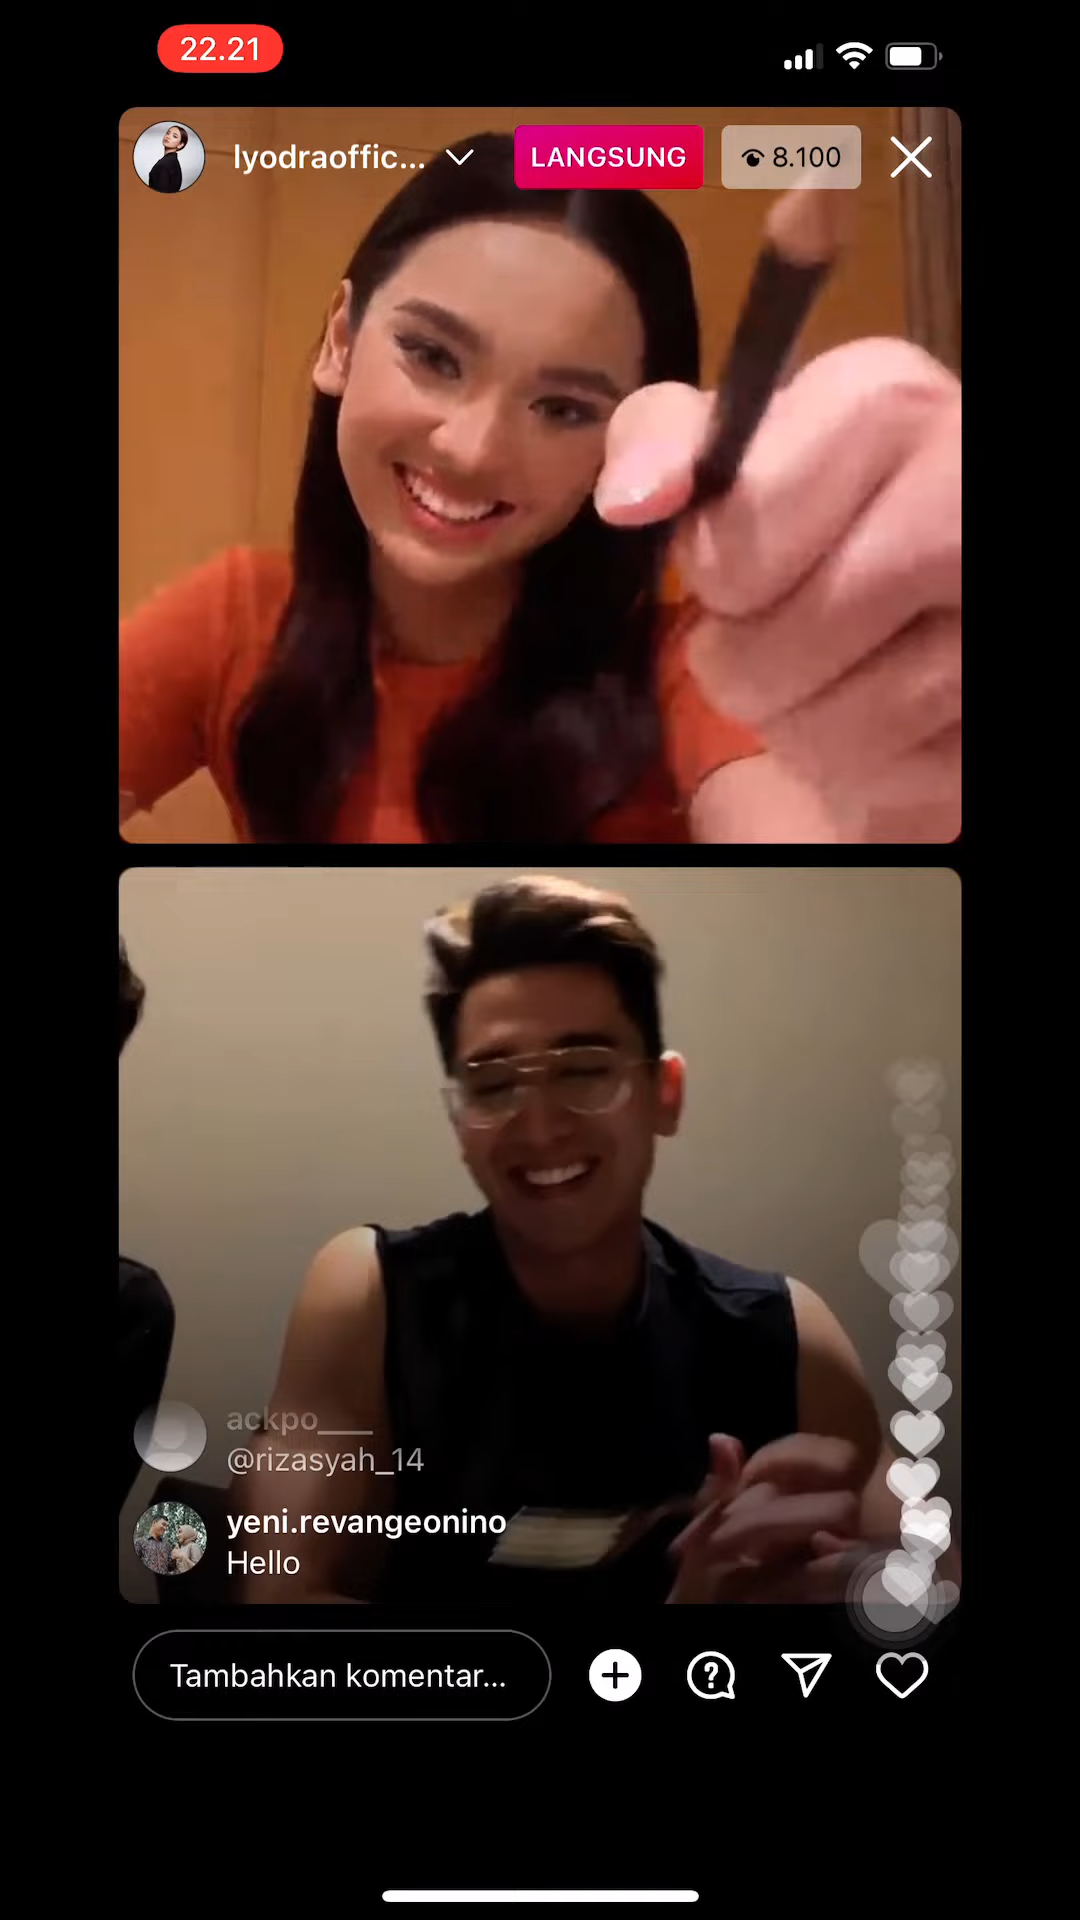 22.21
lyodraoffic...
LANGSUNG
8.100
ackpo___
@rizasyah_14
yeni.revangeonino
Hello
Tambahkan komentar...